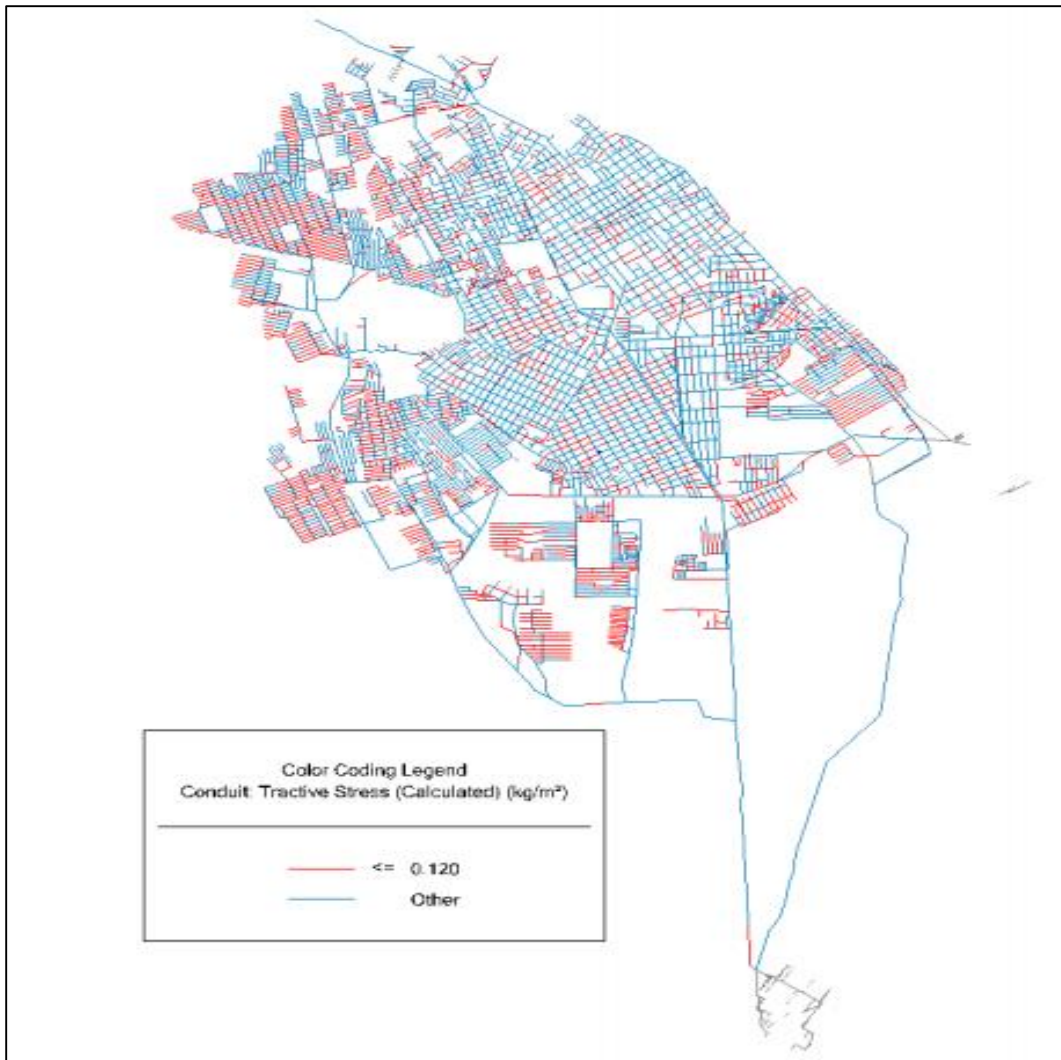 Color Coding Legend
Conduit: Tractive Stress (Calculated) (kg/m²)
<= 0.120
Other